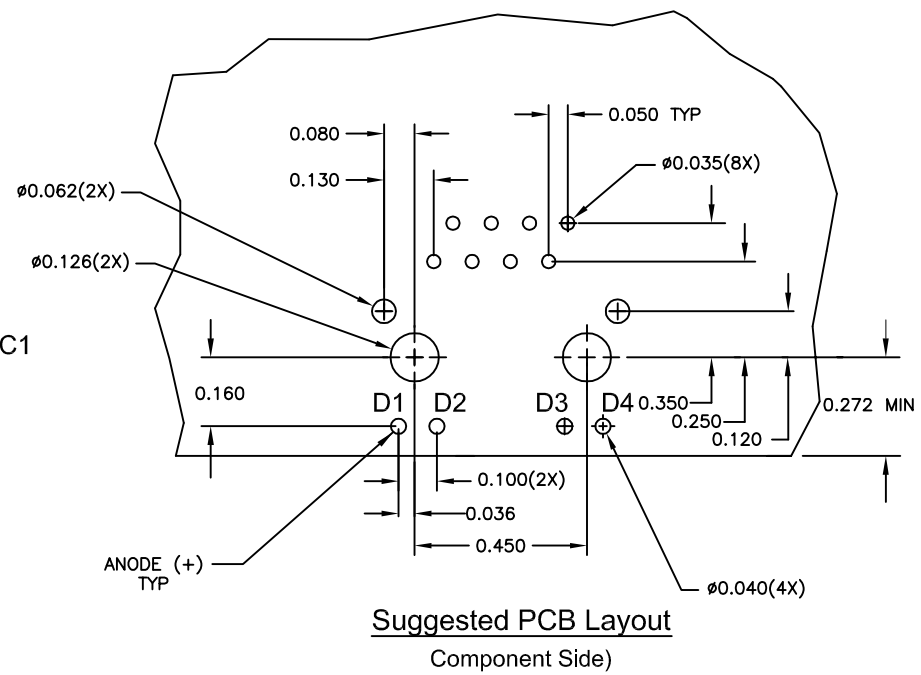 0.050 TYP
0.080
ø0.035(8X)
0.130
ø0.062(2X)
ø0.126(2X)
C1
0.160
D1
D2
D3
D4
0.350
0.250
0.120
0.272 MIN
0.100(2X)
0.036
0.450
ANODE (+)
TYP
ø0.040(4X)
Suggested PCB Layout
Component Side)